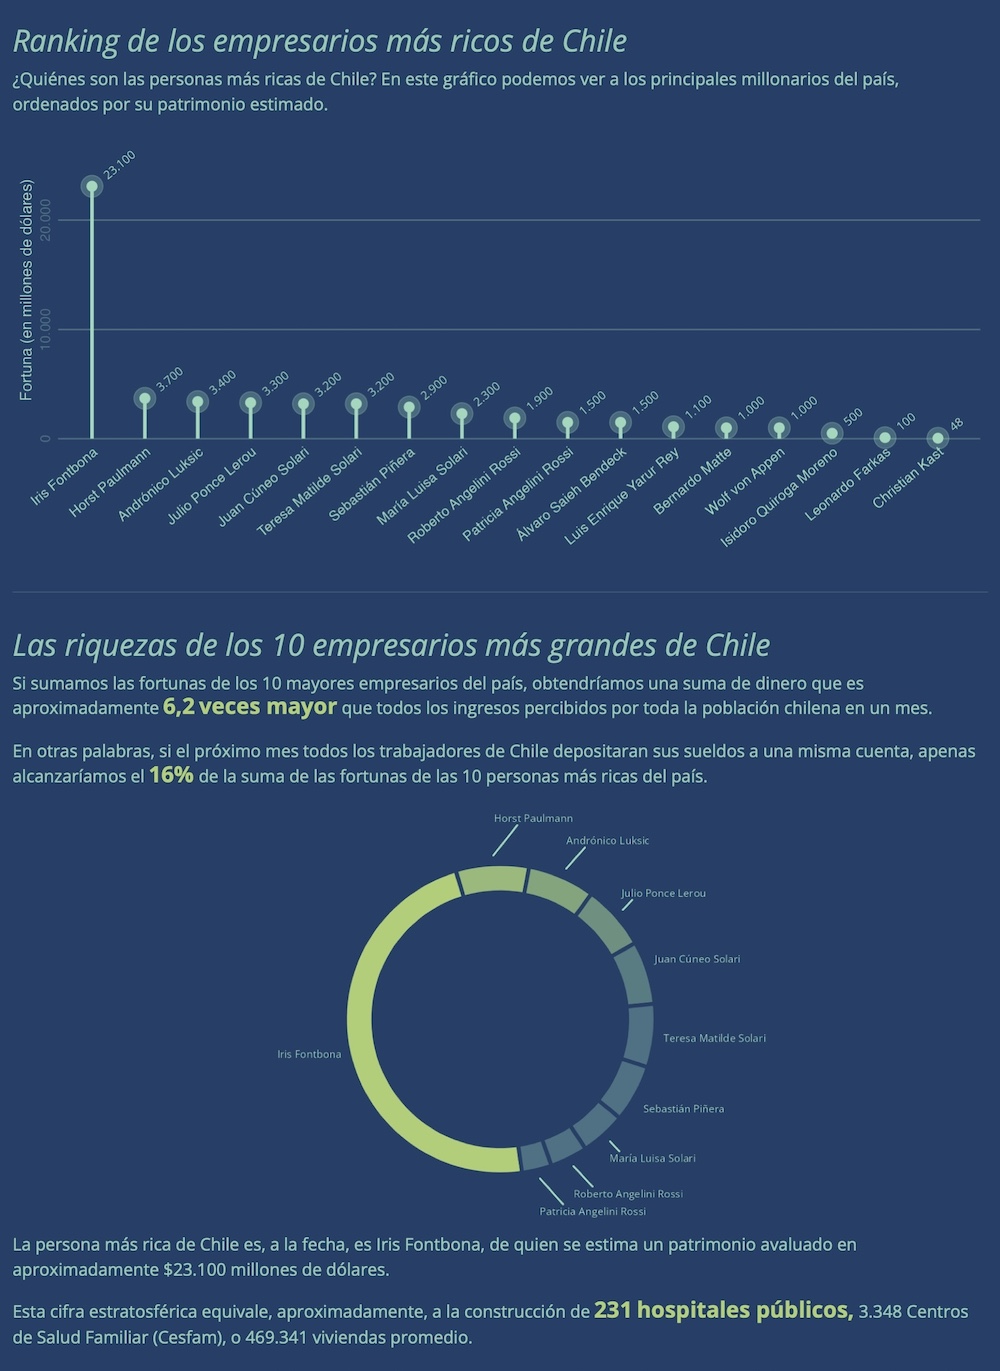 Ranking de los empresarios más ricos de Chile
¿Quiénes son las personas más ricas de Chile? En este gráfico podemos ver a los principales millonarios del país,
ordenados por su patrimonio estimado.
Fortuna (en millones de dólares)
20.000
10.000
0
23.100
3.700
3.400
3.300
3.200
3.200
2.900
2.300
1.900
1.500
1.500
1.100
1.000
1.000
500
100
48
Iris Fontbona
Horst Paulmann
Andrónico Luksic
Julio Ponce Lerou
Juan Cúneo Solari
Teresa Matilde Solari
Sebastián Piñera
María Luisa Solari
Roberto Angelini Rossi
Patricia Angelini Rossi
Álvaro Saieh Bendeck
Luis Enrique Yarur Rey
Bernardo Matte
Wolf von Appen
Isidoro Quiroga Moreno
Leonardo Farkas
Christian Kast
Las riquezas de los 10 empresarios más grandes de Chile
Si sumamos las fortunas de los 10 mayores empresarios del país, obtendríamos una suma de dinero que es
aproximadamente 6,2 veces mayor que todos los ingresos percibidos por toda la población chilena en un mes.
En otras palabras, si el próximo mes todos los trabajadores de Chile depositaran sus sueldos a una misma cuenta, apenas
alcanzaríamos el 16% de la suma de las fortunas de las 10 personas más ricas del país.
Horst Paulmann
Andrónico Luksic
Julio Ponce Lerou
Juan Cúneo Solari
Teresa Matilde Solari
Iris Fontbona
Sebastián Piñera
María Luisa Solari
Roberto Angelini Rossi
Patricia Angelini Rossi
La persona más rica de Chile es, a la fecha, es Iris Fontbona, de quien se estima un patrimonio avaluado en
aproximadamente $23.100 millones de dólares.
Esta cifra estratosférica equivale, aproximadamente, a la construcción de 231 hospitales públicos, 3.348 Centros
de Salud Familiar (Cesfam), o 469.341 viviendas promedio.